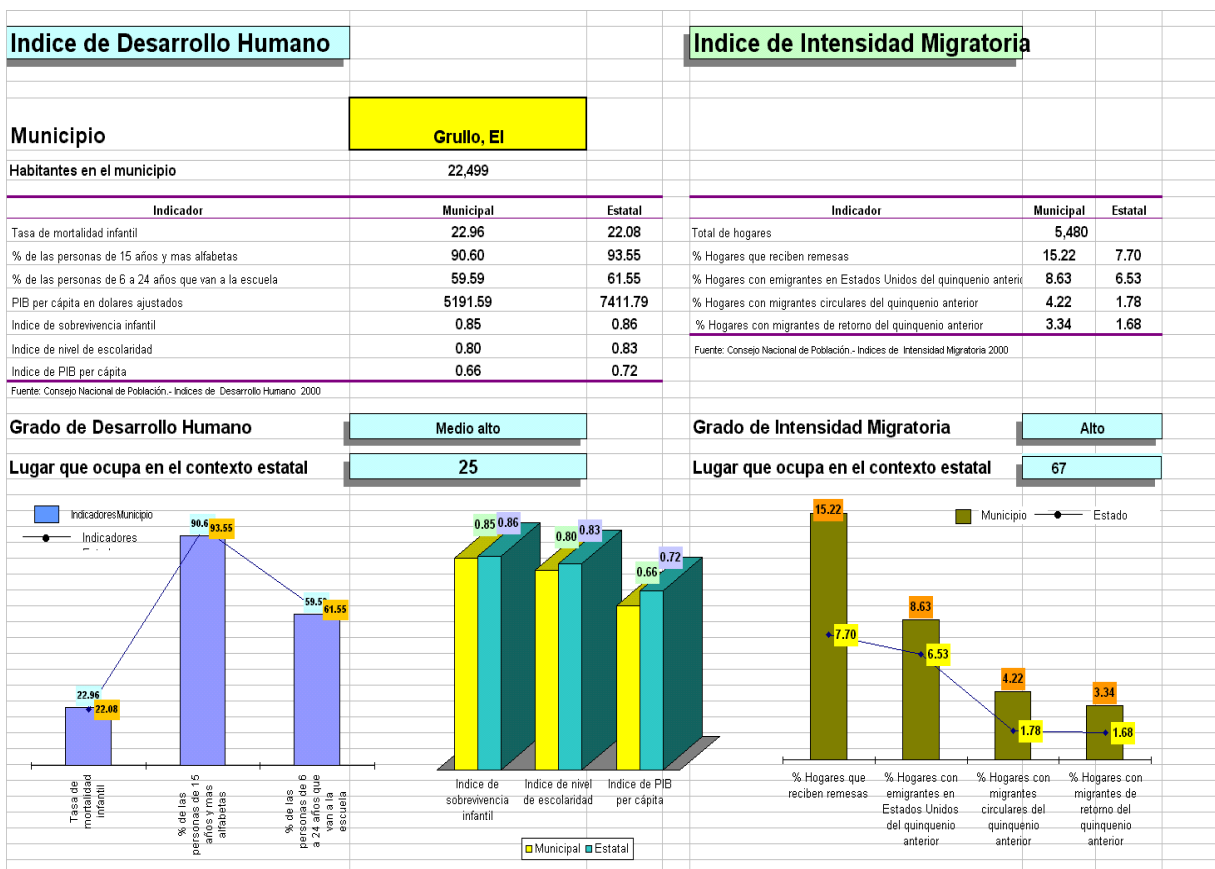 Indice de Desarrollo Humano
Indice de Intensidad Migratoria
Municipio
Grullo, El
Habitantes en el municipio
22,499
Indicador Municipal Estatal
Tasa de mortalidad infantil 22.96 22.08
% de las personas de 15 años y mas alfabetas 90.60 93.55
% de las personas de 6 a 24 años que van a la escuela 59.59 61.55
PIB per cápita en dolares ajustados 5191.59 7411.79
Indice de sobrevivencia infantil 0.85 0.86
Indice de nivel de escolaridad 0.80 0.83
Indice de PIB per cápita 0.66 0.72
Fuente: Consejo Nacional de Población.- Indices de Desarrollo Humano 2000
Indicador Municipal Estatal
Total de hogares 5,480
% Hogares que reciben remesas 15.22 7.70
% Hogares con emigrantes en Estados Unidos del quinquenio anterio 8.63 6.53
% Hogares con migrantes circulares del quinquenio anterior 4.22 1.78
% Hogares con migrantes de retorno del quinquenio anterior 3.34 1.68
Fuente: Consejo Nacional de Población.- Indices de Intensidad Migratoria 2000
Grado de Desarrollo Humano Medio alto
Lugar que ocupa en el contexto estatal 25
Grado de Intensidad Migratoria Alto
Lugar que ocupa en el contexto estatal 67
IndicadoresMunicipio
Indicadores
90.6
93.55
61.55
22.96
22.08
Tasa de
mortalidad
infantil
% de las
personas de 15
años y mas
alfabetas
% de las
personas de 6
a 24 años que
van a la
escuela
0.85 0.86
0.80 0.83
0.66 0.72
Indice de
sobrevivencia
infantil
Indice de nivel
de escolaridad
Indice de PIB
per cápita
Municipal Estatal
Municipio Estado
15.22
7.70
8.63
6.53
4.22
1.78
3.34
1.68
% Hogares que
reciben remesas
% Hogares con
emigrantes en
Estados Unidos
del quinquenio
anterior
% Hogares con
migrantes
circulares del
quinquenio
anterior
% Hogares con
migrantes de
retorno del
quinquenio
anterior